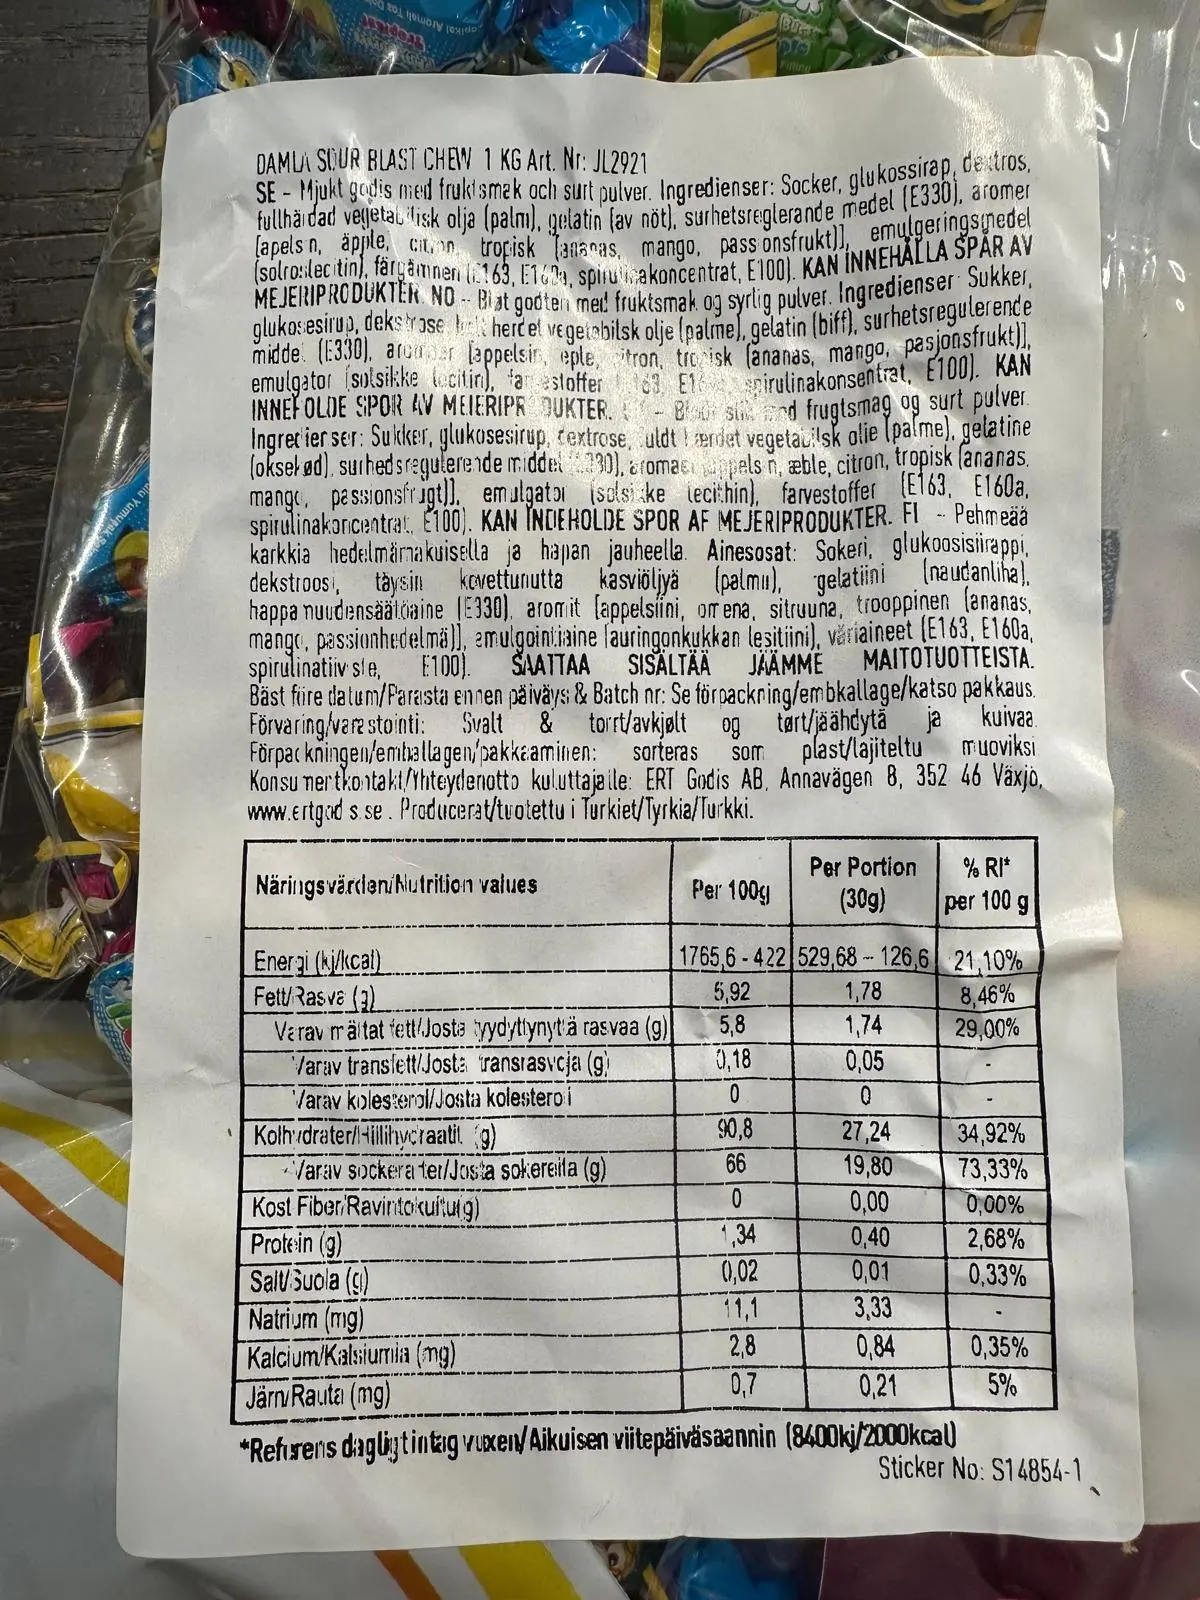 DAMLA SOUR BLAST CHEW 1 KG Art. Nr: JL2921
SE - Mjukt godis med fruktsmak och surt pulver. Ingredienser: Socker, glukossirap, dextros,
fullhärdad vegetabilisk olja (palm), gelatin (av nöt), surhetsreglerande medel (E330), aromer
[apelsin, äpple, citron, tropisk (ananas, mango, passionsfrukt)], emulgeringsmedel
(solroslecitin), färgämnen (E163, E160a, spirulinakoncentrat, E100). KAN INNEHÅLLA SPÅR AV
MEJERIPRODUKTER. NO - Bløt godteri med fruktsmak og syrlig pulver. Ingredienser: Sukker,
glukosesirup, dekstrose, helt herdet vegetabilsk olje (palme), gelatin (biff), surhetsregulerende
middel (E330), aromaer [appelsin, eple, sitron, tropisk (ananas, mango, pasjonsfrukt)],
emulgator (solsikke lecitin), farvestoffer E163, spirulinakonsentrat, E100). KAN
INNEHOLDE SPOR AV MEIERIPRODUKTER. - med frugtsmag og surt pulver.
Ingredienser: Sukker, glukosesirup, dextrose, fuldt hærdet vegetabilsk olie (palme), gelatine
(oksekød), surhedsregulerende middel (E330), aromaer [appelsin, æble, citron, tropisk (ananas,
mango, passionsfrugt)], emulgator (solsikke lecithin), farvestoffer (E163, E160a,
spirulinakoncentrat, E100). KAN INDEHOLDE SPOR AF MEJERIPRODUKTER. FI - Pehmeää
karkkia hedelmämakuisella ja hapan jauheella. Ainesosat: Sokeri, glukoosisiirappi,
dekstroosi, täysin kovettunutta kasviöljyä (palmu), gelatiini (naudanliha),
happamuudensäätöaine (E330), aromit [appelsiini, omena, sitruuna, trooppinen (ananas,
mango, passionhedelmä)], emulgointiaine (auringonkukkan lesitiini), väriaineet (E163, E160a,
spirulinatiiviste, E100). SAATTAA SISÄLTÄÄ JÄÄMME MAITOTUOTTEISTA.
Bäst före datum/Parasta ennen päiväys: & Batch nr: Se förpackning/embkallage/katso pakkaus.
Förvaring/varastointi: Svalt & torrt/avkjølt og tørt/jäähdytä ja kuivaa.
Förpackningen/emballagen/pakkaaminen: sorteras som plast/lajiteltu muoviksi
Konsumentkontakt/Yhteydenotto kuluttajaile: ERT Godis AB, Annavägen 8, 352 46 Växjö,
www.ertgodis.se . Producerat/tuotettu i Turkiet/Tyrkia/Turkki.
Näringsvärden/Nutrition values Per 100g Per Portion (30g) % RI* per 100 g
Energi (kj/kcal) 1765,6 - 422 529,68 - 126,6 21,10%
Fett/Rasva (g) 5,92 1,78 8,46%
Varav mättat fett/Josta tyydyttynyttä rasvaa (g) 5,8 1,74 29,00%
Varav transfett/Josta transrasvoja (g) 0,18 0,05 -
Varav kolesterol/Josta kolesteroli 0 0 -
Kolhydrater/Hiilihydraatit (g) 90,8 27,24 34,92%
-Varav sockerarter/Josta sokereilla (g) 66 19,80 73,33%
Kost Fiber/Ravintokuitu(g) 0 0,00 0,00%
Protein (g) 1,34 0,40 2,68%
Salt/Suola (g) 0,02 0,01 0,33%
Natrium (mg) 11,1 3,33 -
Kalcium/Kalsiumia (mg) 2,8 0,84 0,35%
Järn/Rauta (mg) 0,7 0,21 5%
*Referens dagligt intag vuxen/Aikuisen viitepäiväsaannin (8400kj/2000kcal)
Sticker No: S14854-1